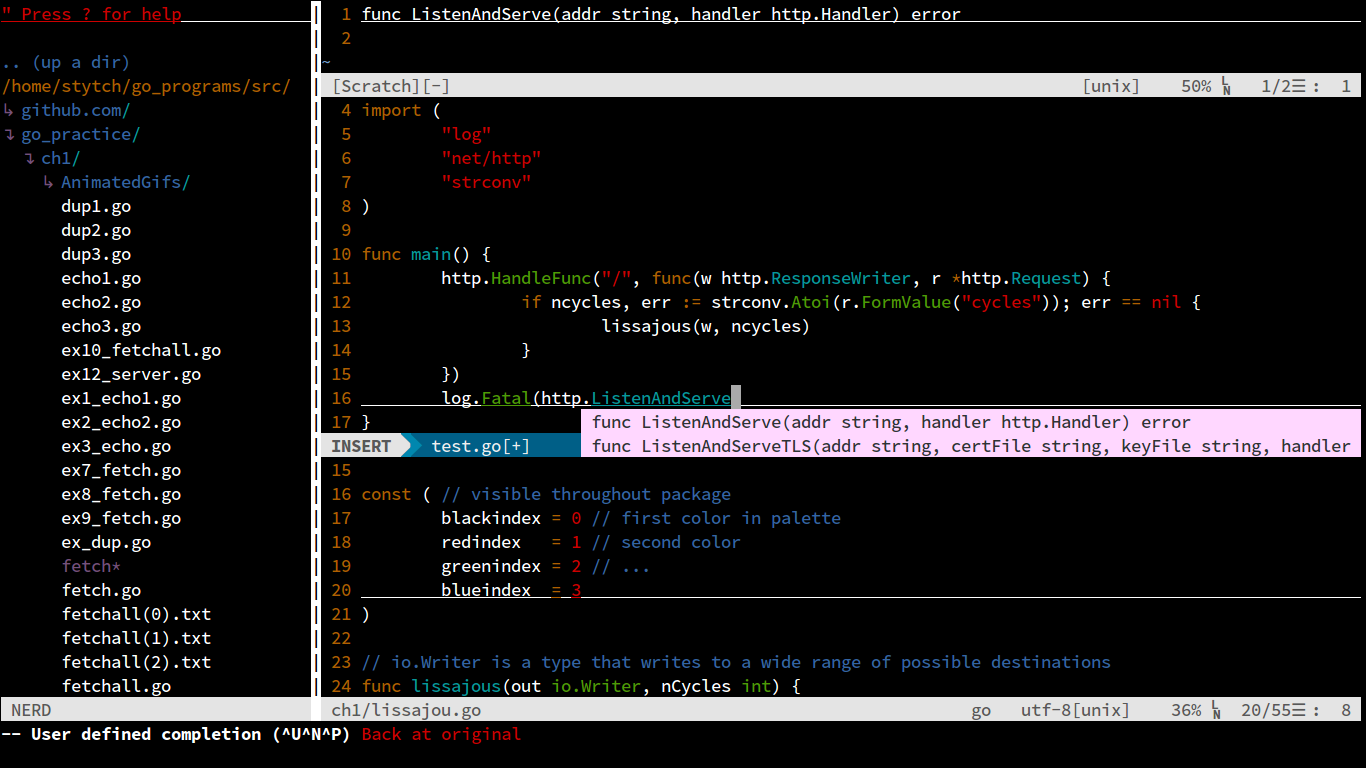 " Press ? for help
.. (up a dir)
/home/stytch/go_programs/src/
↳ github.com/
↴ go_practice/
↴ ch1/
↳ AnimatedGifs/
dup1.go
dup2.go
dup3.go
echo1.go
echo2.go
echo3.go
ex10_fetchall.go
ex12_server.go
ex1_echo1.go
ex2_echo2.go
ex3_echo.go
ex7_fetch.go
ex8_fetch.go
ex9_fetch.go
ex_dup.go
fetch*
fetch.go
fetchall(0).txt
fetchall(1).txt
fetchall(2).txt
fetchall.go
NERD
1 func ListenAndServe(addr string, handler http.Handler) error
2
~
[Scratch][-] [unix] 50% ␤ 1/2☰ : 1
4 import (
5 "log"
6 "net/http"
7 "strconv"
8 )
9
10 func main() {
11 http.HandleFunc("/", func(w http.ResponseWriter, r *http.Request) {
12 if ncycles, err := strconv.Atoi(r.FormValue("cycles")); err == nil {
13 lissajous(w, ncycles)
14 }
15 })
16 log.Fatal(http.ListenAndServe
17 }
func ListenAndServe(addr string, handler http.Handler) error
func ListenAndServeTLS(addr string, certFile string, keyFile string, handler
INSERT test.go[+]
15
16 const ( // visible throughout package
17 blackindex = 0 // first color in palette
18 redindex = 1 // second color
19 greenindex = 2 // ...
20 blueindex = 3
21 )
22
23 // io.Writer is a type that writes to a wide range of possible destinations
24 func lissajous(out io.Writer, nCycles int) {
ch1/lissajou.go go utf-8[unix] 36% ␤ 20/55☰ : 8
-- User defined completion (^U^N^P) Back at original